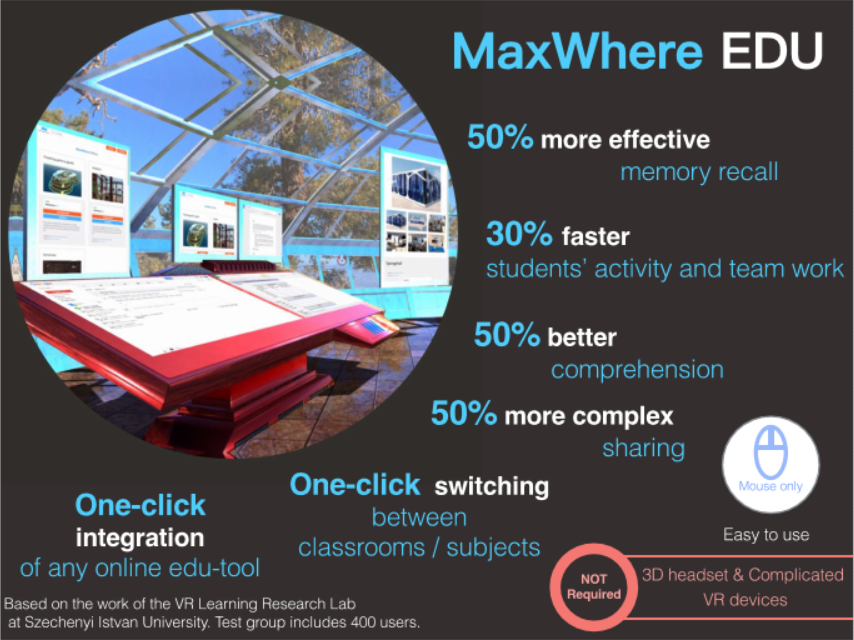 MaxWhere EDU
50% more effective
memory recall
30% faster
students' activity and team work
50% better
comprehension
50% more complex
sharing
Mouse only
Easy to use
One-click switching
between
classrooms / subjects
One-click
integration
of any online edu-tool
NOT
Required
3D headset & Complicated
VR devices
Based on the work of the VR Learning Research Lab
at Szechenyi Istvan University. Test group includes 400 users.